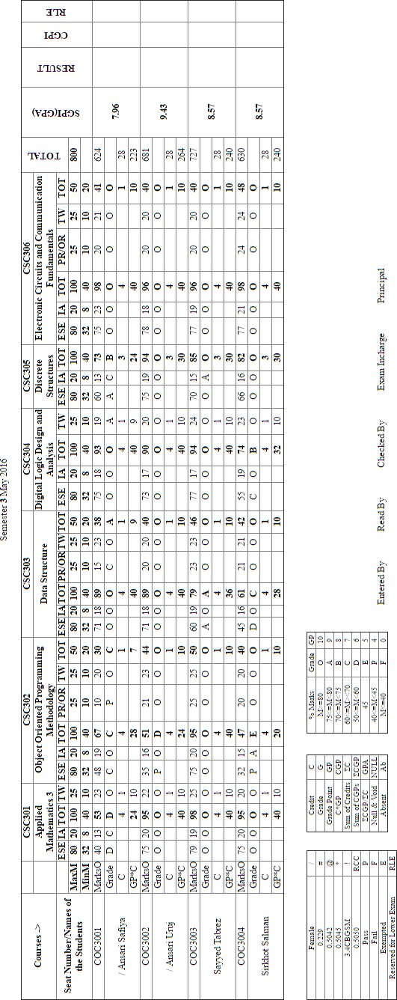 Semester 3 May 2016
Courses -> CSC301 CSC302 CSC303 CSC304 CSC305 CSC306 TOTAL SGPI(GPA) RESULT CGPI RLE
Applied Mathematics 3 Object Oriented Programming Methodology Data Structure Digital Logic Design and Analysis Discrete Structures Electronic Circuits and Communication Fundamentals
Seat Number/Names of the Students ESE IA TOT TW ESE IA TOT PR/OR TW TOT ESE IA TOT PR/OR TW TOT ESE IA TOT TW ESE IA TOT ESE IA TOT PR/OR TW TOT
MaxM 80 20 100 25 80 20 100 25 25 50 80 20 100 25 25 50 80 20 100 25 80 20 100 80 20 100 25 25 50 800
MinM 32 8 40 10 32 8 40 10 10 20 32 8 40 10 10 20 32 8 40 10 32 8 40 32 8 40 10 10 20
COC3001 MarksO 40 13 53 23 48 19 67 10 20 30 71 18 89 15 23 38 75 18 93 19 60 13 73 75 23 98 20 21 41 624 7.96
/ Ansari Safiya Grade D C D O C O C P O C O O O C O A O O O A A C B O O O O O O
C 4 1 4 1 4 1 4 1 3 4 1 28
GP*C 24 10 28 7 40 9 40 9 24 40 10 223
COC3002 MarksO 75 20 95 22 35 16 51 21 23 44 71 18 89 20 20 40 73 17 90 20 75 19 94 78 18 96 20 20 40 681 9.43
/ Ansari Uruj Grade O O O O P O D O O O O O O O O O O O O O O O O O O O O O O
C 4 1 4 1 4 1 4 1 3 4 1 28
GP*C 40 10 24 10 40 10 40 10 30 40 10 264
COC3003 MarksO 79 19 98 25 75 20 95 25 25 50 60 19 79 23 23 46 77 17 94 24 70 15 85 77 19 96 20 20 40 727 8.57
Sayyed Tabrez Grade O O O O O O O O O O A O A O O O O O O O O A O O O O O O O
C 4 1 4 1 4 1 4 1 3 4 1 28
GP*C 40 10 40 10 36 10 40 10 30 40 10 240
COC3004 MarksO 75 20 95 20 32 15 47 20 20 40 45 16 61 21 21 42 55 19 74 23 66 16 82 77 21 98 24 24 48 630 8.57
Sirkhot Salman Grade O O O O P A E O O O D O C O O O C O B O O O O O O O O O O
C 4 1 4 1 4 1 4 1 3 4 1 28
GP*C 40 10 20 10 28 10 32 10 30 40 10 240
Female / Credit C % Marks Grade GP
0.229 # Grade G M>=80 O 10
0.5042 @ Grade Point GP 75<=M<80 A 9
0.5045 * C*GP CGP 70<=M<75 B 8
3.4CBGSM ! Sum of Credits ΣC 60<=M<70 C 7
0.5050 RCC Sum of CGPs ΣCGP 50<=M<60 D 6
Pass P ΣCGP/ΣC GPA 45 E 5
Fail F Null & Void NULL 40<=M<45 P 4
Exempted E Absent Ab M<=40 F 0
Reserved for Lower Exam RLE
Entered By Read By Checked By Exam Incharge Principal